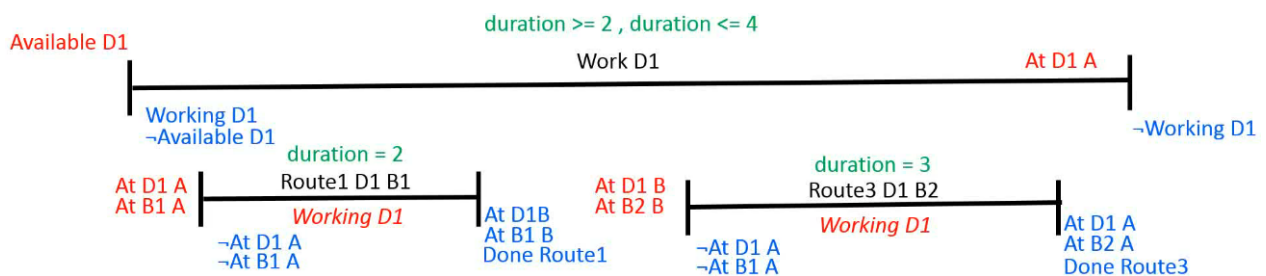 duration >= 2 , duration <= 4
Available D1
Work D1
At D1 A
Working D1
¬Available D1
¬Working D1
duration = 2
Route1 D1 B1
At D1 A
At B1 A
Working D1
¬At D1 A
¬At B1 A
At D1B
At B1 B
Done Route1
duration = 3
Route3 D1 B2
At D1 B
At B2 B
Working D1
¬At D1 A
¬At B1 A
At D1 A
At B2 A
Done Route3